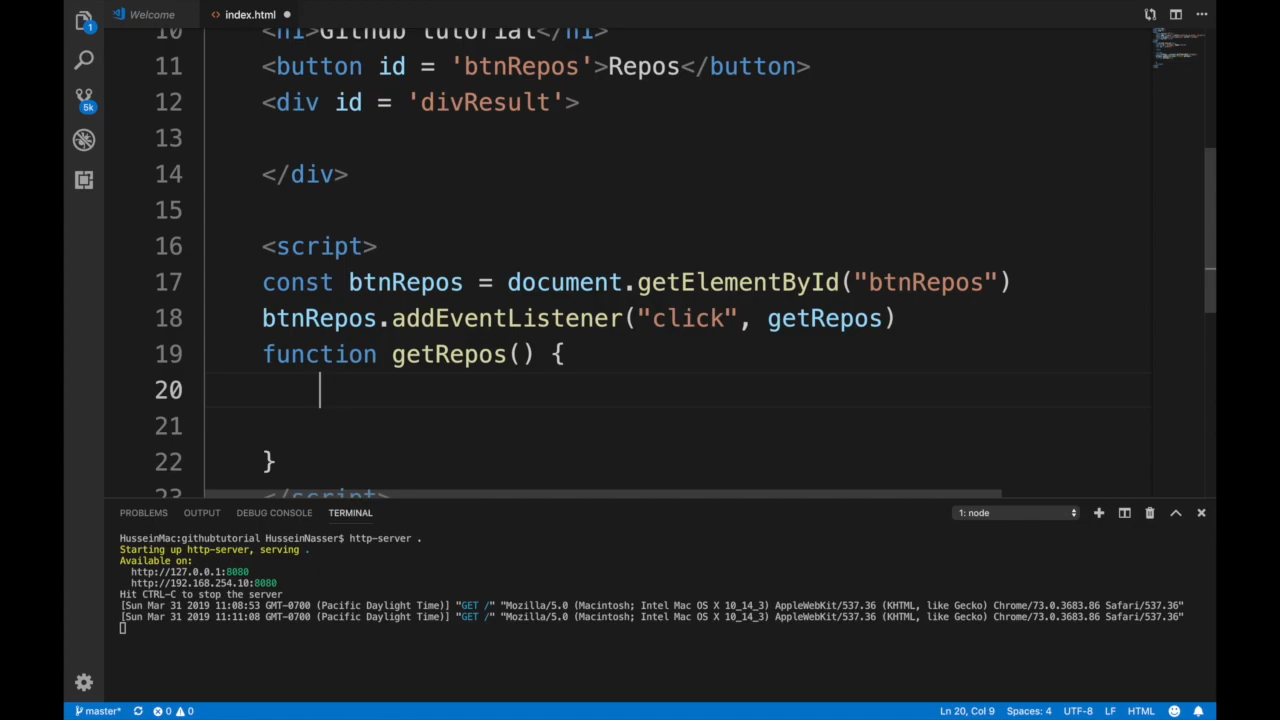 1
Welcome
<> index.html
10 <h1>Github tutorial</h1>
11 <button id = 'btnRepos'>Repos</button>
12 <div id = 'divResult'>
13
14 </div>
15
16 <script>
17 const btnRepos = document.getElementById("btnRepos")
18 btnRepos.addEventListener("click", getRepos)
19 function getRepos() {
20
21
22 }
23 </script>
5k
PROBLEMS OUTPUT DEBUG CONSOLE TERMINAL 1: node
HusseinMac:githubtutorial HusseinNasser$ http-server .
Starting up http-server, serving .
Available on:
http://127.0.0.1:8080
http://192.168.254.10:8080
Hit CTRL-C to stop the server
[Sun Mar 31 2019 11:08:53 GMT-0700 (Pacific Daylight Time)] "GET /" "Mozilla/5.0 (Macintosh; Intel Mac OS X 10_14_3) AppleWebKit/537.36 (KHTML, like Gecko) Chrome/73.0.3683.86 Safari/537.36"
[Sun Mar 31 2019 11:11:08 GMT-0700 (Pacific Daylight Time)] "GET /" "Mozilla/5.0 (Macintosh; Intel Mac OS X 10_14_3) AppleWebKit/537.36 (KHTML, like Gecko) Chrome/73.0.3683.86 Safari/537.36"
master* 0 0 Ln 20, Col 9 Spaces: 4 UTF-8 LF HTML